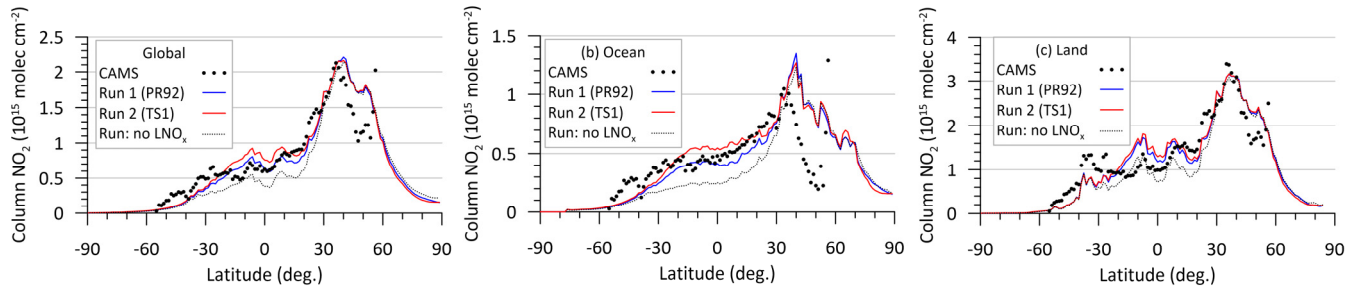 Column NO2 (10^15 molec cm-2)
2.5
2
1.5
1
0.5
0
Global
CAMS
Run 1 (PR92)
Run 2 (TS1)
Run: no LNOx
-90 -60 -30 0 30 60 90
Latitude (deg.)
Column NO2 (10^15 molec cm-2)
1.5
1
0.5
0
(b) Ocean
CAMS
Run 1 (PR92)
Run 2 (TS1)
Run: no LNOx
-90 -60 -30 0 30 60 90
Latitude (deg.)
Column NO2 (10^15 molec cm-2)
4
3
2
1
0
(c) Land
CAMS
Run 1 (PR92)
Run 2 (TS1)
Run: no LNOx
-90 -60 -30 0 30 60 90
Latitude (deg.)